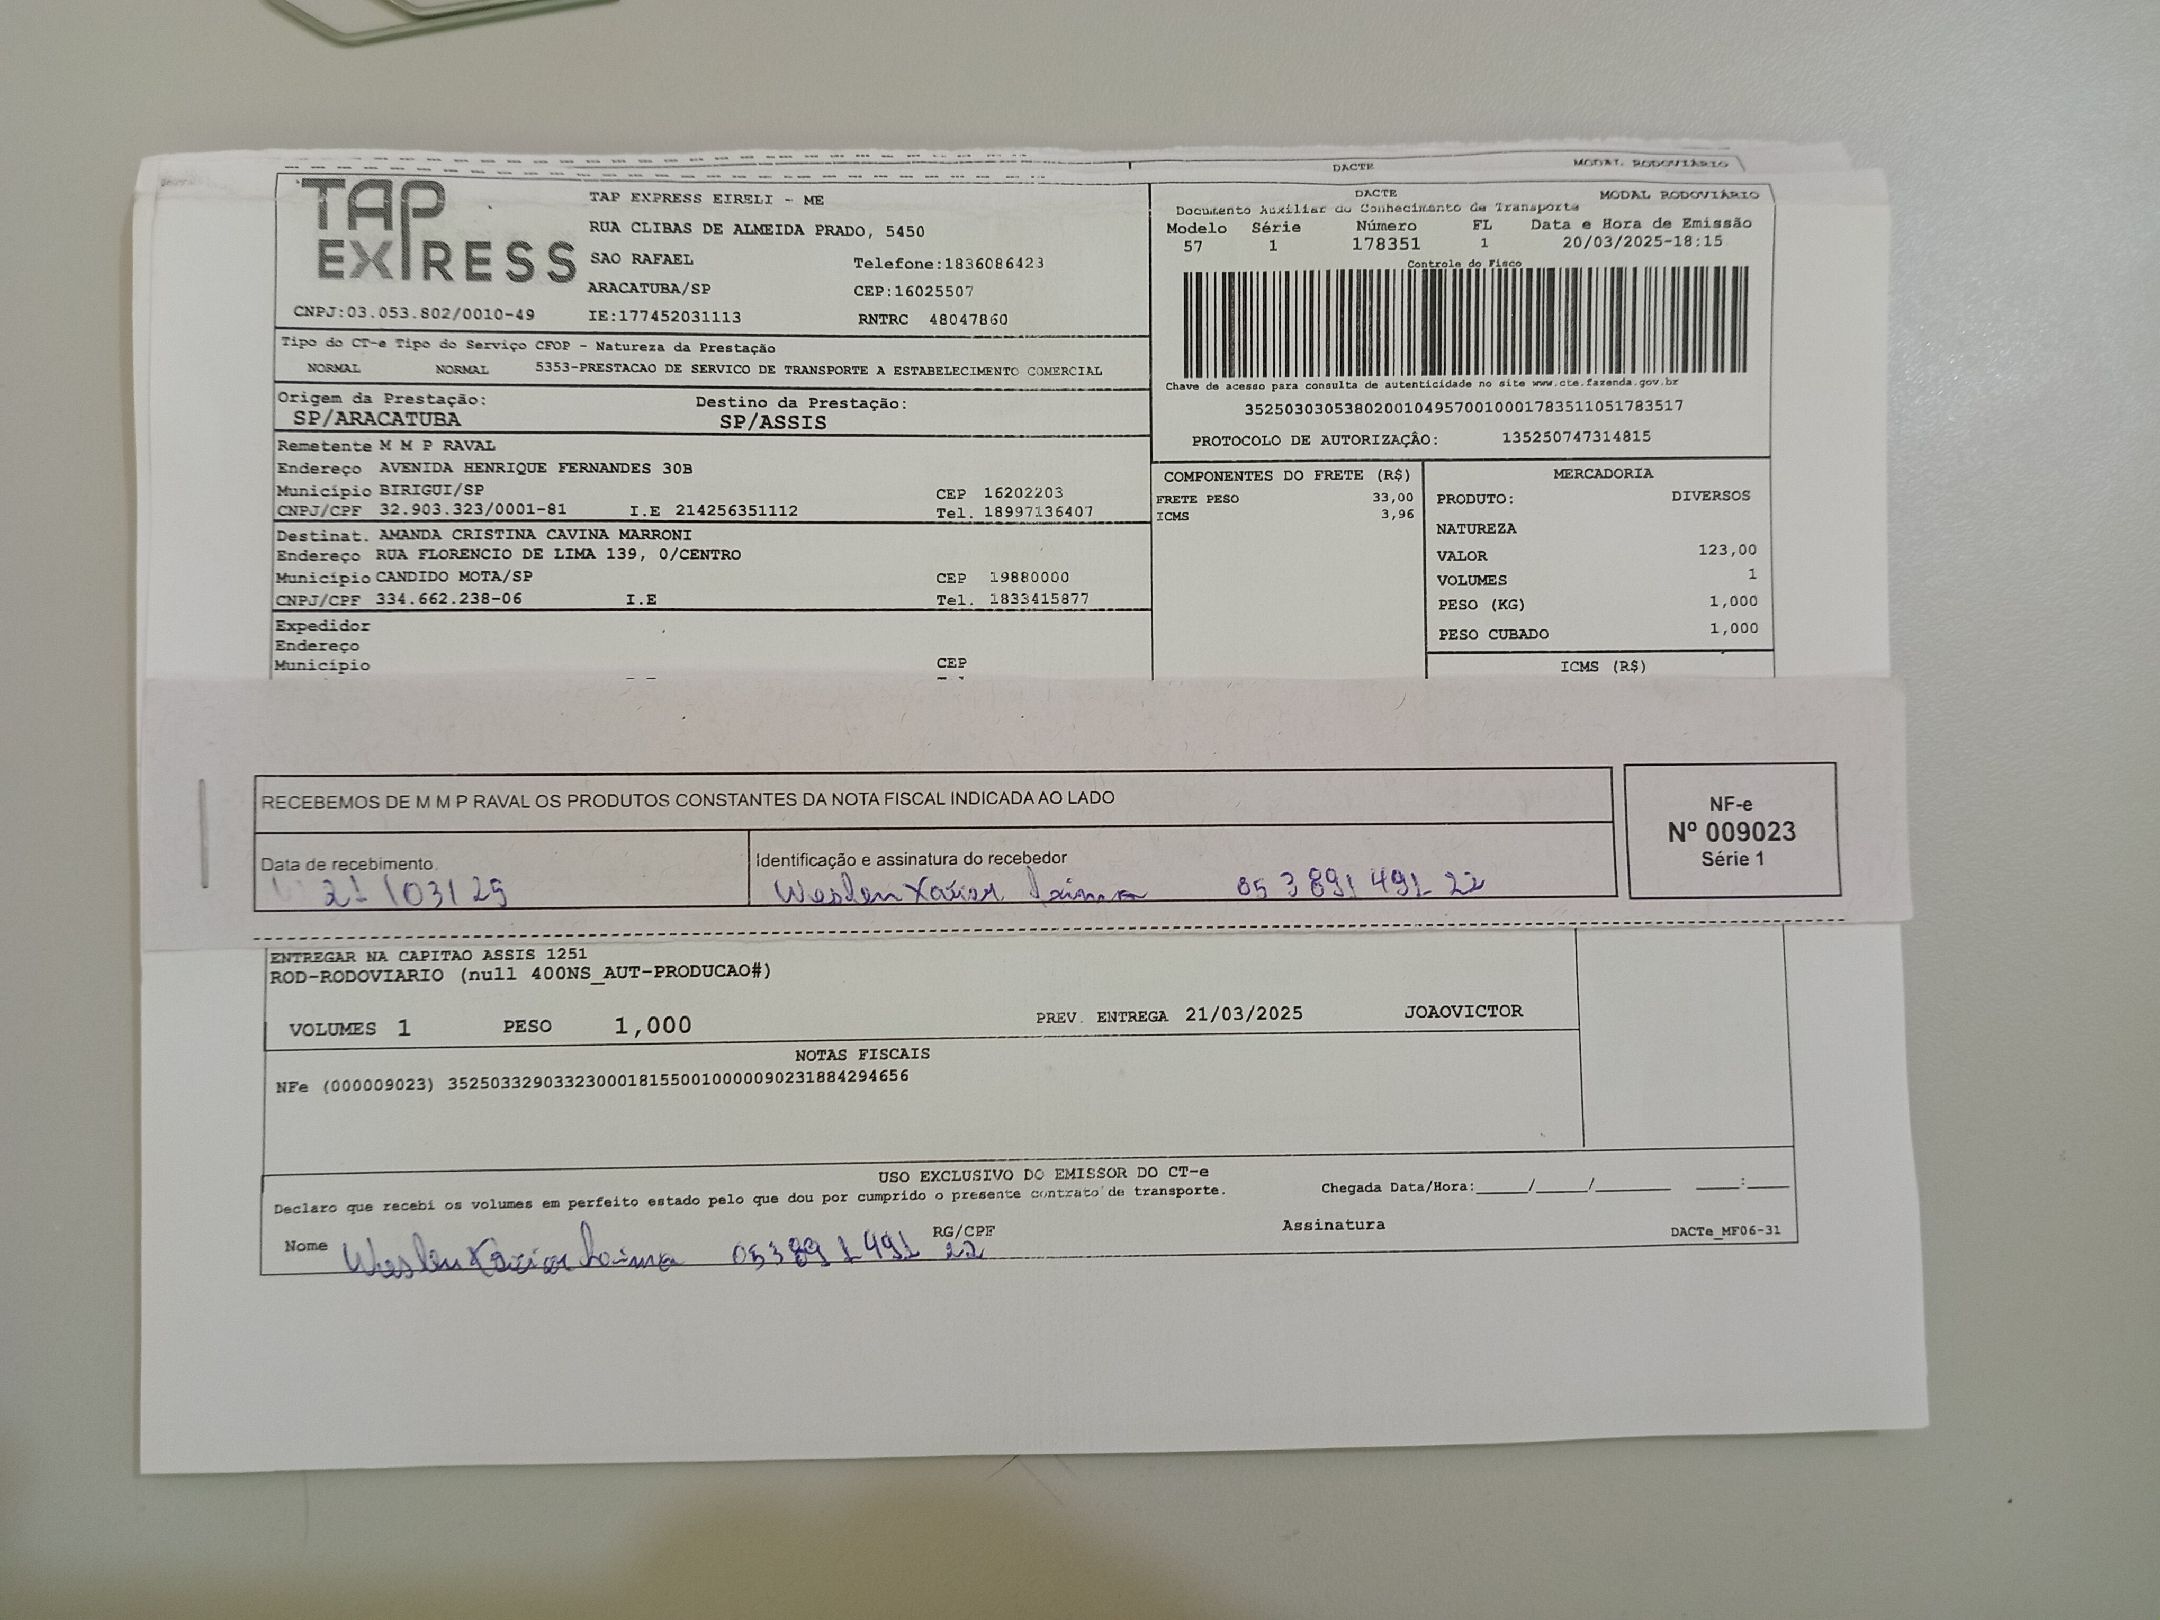 DACTE MODAL RODOVIÁRIO
TAP EXPRESS
TAP EXPRESS EIRELI - ME
RUA CLIBAS DE ALMEIDA PRADO, 5450
SAO RAFAEL Telefone:1836086423
ARACATUBA/SP CEP:16025507
CNPJ:03.053.802/0010-49 IE:177452031113 RNTRC 48047860
DACTE MODAL RODOVIÁRIO
Documento Auxiliar do Conhecimento de Transporte
Modelo Série Número FL Data e Hora de Emissão
57 1 178351 1 20/03/2025-18:15
Controle do Fisco
Chave de acesso para consulta de autenticidade no site www.cte.fazenda.gov.br
35250303053802001049570010001783511051783517
PROTOCOLO DE AUTORIZAÇÃO: 135250747314815
Tipo do CT-e Tipo do Serviço CFOP - Natureza da Prestação
NORMAL NORMAL 5353-PRESTACAO DE SERVICO DE TRANSPORTE A ESTABELECIMENTO COMERCIAL
Origem da Prestação: Destino da Prestação:
SP/ARACATUBA SP/ASSIS
Remetente M M P RAVAL
Endereço AVENIDA HENRIQUE FERNANDES 30B
Município BIRIGUI/SP CEP 16202203
CNPJ/CPF 32.903.323/0001-81 I.E 214256351112 Tel. 18997136407
Destinat. AMANDA CRISTINA CAVINA MARRONI
Endereço RUA FLORENCIO DE LIMA 139, 0/CENTRO
Município CANDIDO MOTA/SP CEP 19880000
CNPJ/CPF 334.662.238-06 I.E Tel. 1833415877
Expedidor
Endereço
Município CEP
COMPONENTES DO FRETE (R$)
FRETE PESO 33,00
ICMS 3,96
MERCADORIA
PRODUTO: DIVERSOS
NATUREZA
VALOR 123,00
VOLUMES 1
PESO (KG) 1,000
PESO CUBADO 1,000
ICMS (R$)
RECEBEMOS DE M M P RAVAL OS PRODUTOS CONSTANTES DA NOTA FISCAL INDICADA AO LADO
Data de recebimento
21/03/25
Identificação e assinatura do recebedor
Weslen Xavier 053 891 491 22
NF-e
Nº 009023
Série 1
ENTREGAR NA CAPITAO ASSIS 1251
ROD-RODOVIARIO (null 400NS_AUT-PRODUCAO#)
VOLUMES 1 PESO 1,000 PREV. ENTREGA 21/03/2025 JOAOVICTOR
NOTAS FISCAIS
NFe (000009023) 35250332903323000181550010000090231884294656
USO EXCLUSIVO DO EMISSOR DO CT-e
Declaro que recebi os volumes em perfeito estado pelo que dou por cumprido o presente contrato de transporte. Chegada Data/Hora:_____/_____/_______ ____:____
Nome Weslen Xavier RG/CPF 053 891 491 22 Assinatura DACTe_MF06-31